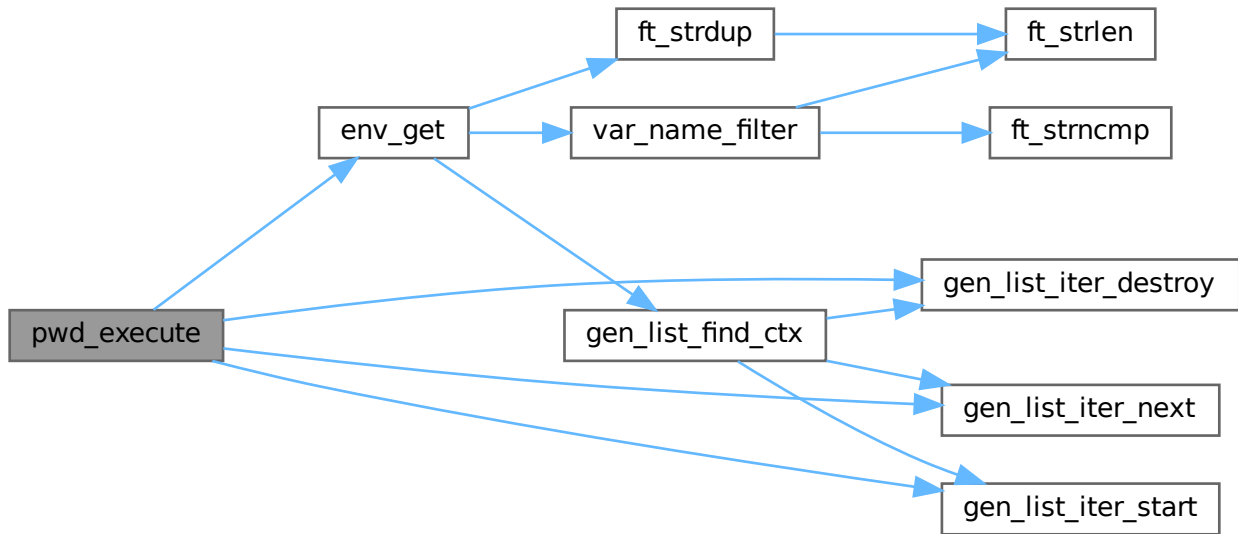 ft_strdup
ft_strlen
env_get
var_name_filter
ft_strncmp
gen_list_iter_destroy
pwd_execute
gen_list_find_ctx
gen_list_iter_next
gen_list_iter_start